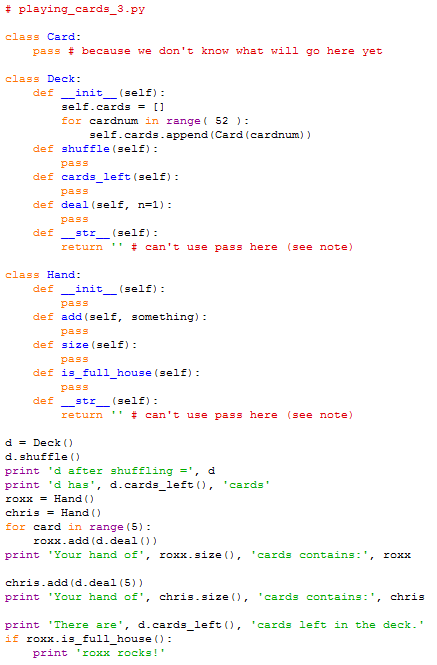 # playing_cards_3.py

class Card:
    pass # because we don't know what will go here yet

class Deck:
    def __init__(self):
        self.cards = []
        for cardnum in range( 52 ):
            self.cards.append(Card(cardnum))
    def shuffle(self):
        pass
    def cards_left(self):
        pass
    def deal(self, n=1):
        pass
    def __str__(self):
        return '' # can't use pass here (see note)

class Hand:
    def __init__(self):
        pass
    def add(self, something):
        pass
    def size(self):
        pass
    def is_full_house(self):
        pass
    def __str__(self):
        return '' # can't use pass here (see note)

d = Deck()
d.shuffle()
print 'd after shuffling =', d
print 'd has', d.cards_left(), 'cards'
roxx = Hand()
chris = Hand()
for card in range(5):
    roxx.add(d.deal())
print 'Your hand of', roxx.size(), 'cards contains:', roxx

chris.add(d.deal(5))
print 'Your hand of', chris.size(), 'cards contains:', chris

print 'There are', d.cards_left(), 'cards left in the deck.'
if roxx.is_full_house():
    print 'roxx rocks!'